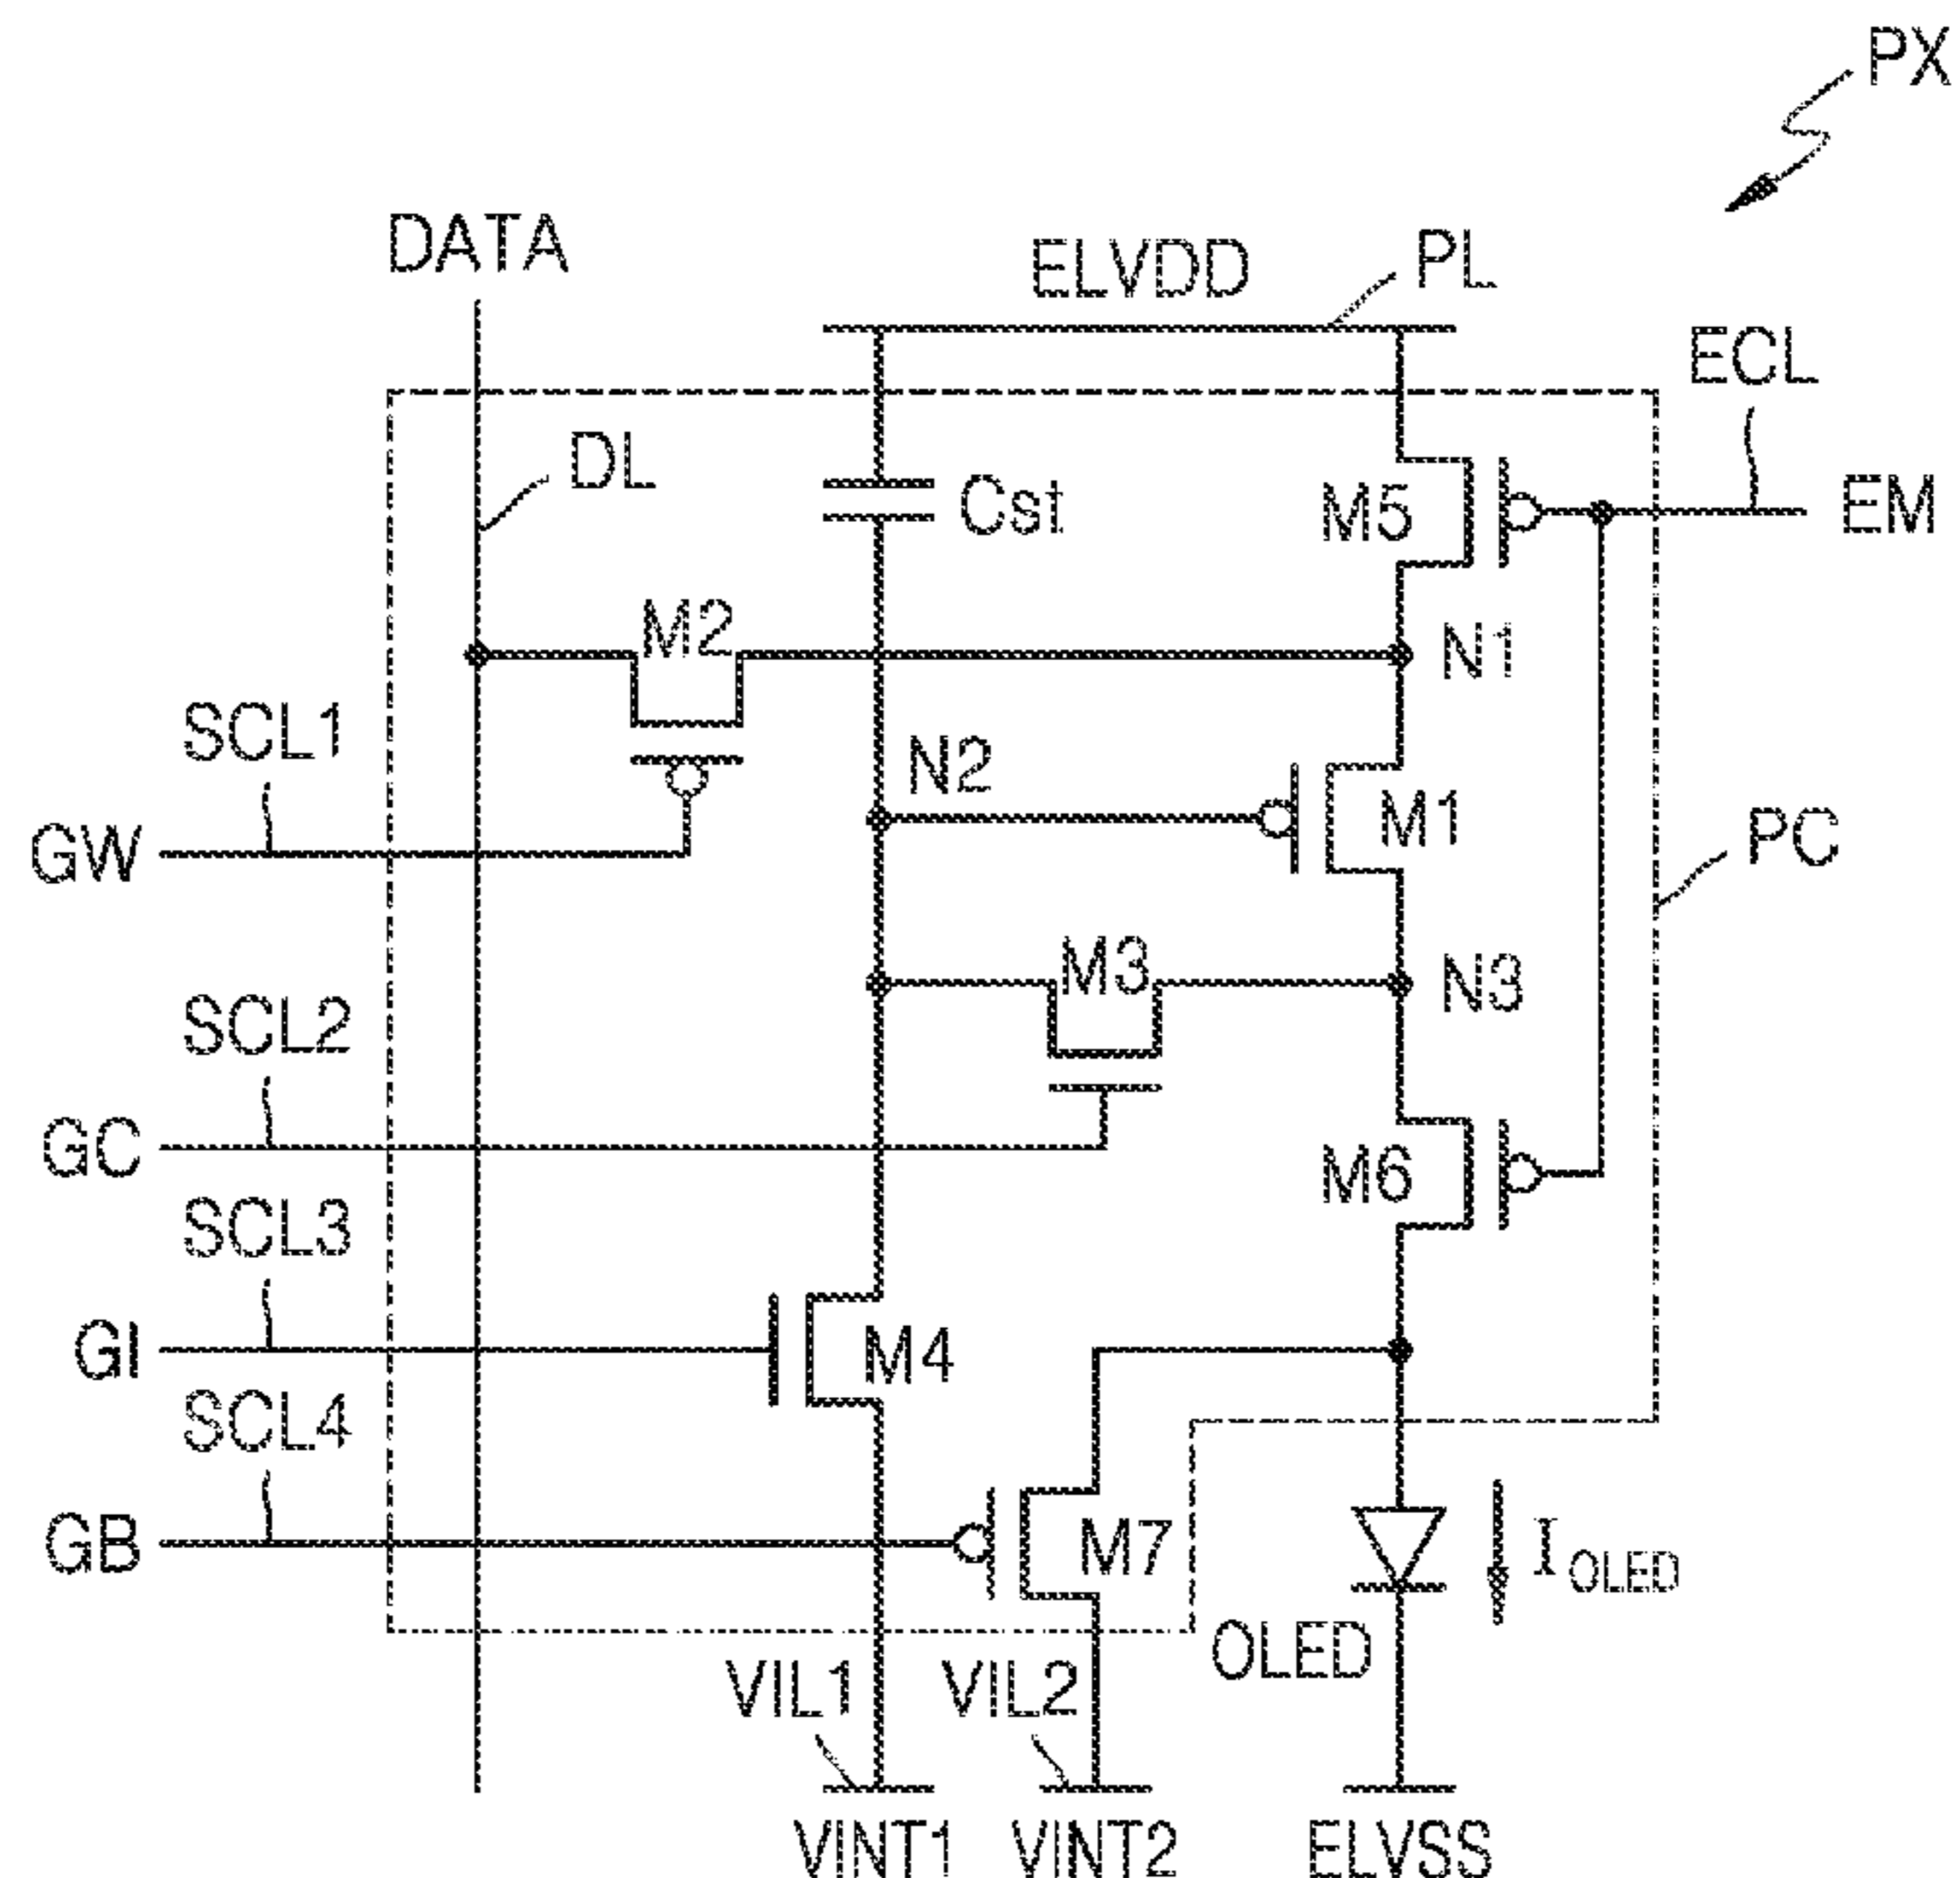 PX
DATA
ELVDD
PL
ECL
DL
Cst
M5
EM
M2
N1
SCL1
N2
M1
GW
PC
M3
N3
SCL2
GC
M6
SCL3
GI
M4
SCL4
GB
M7
IOLED
OLED
VIL1
VIL2
VINT1
VINT2
ELVSS